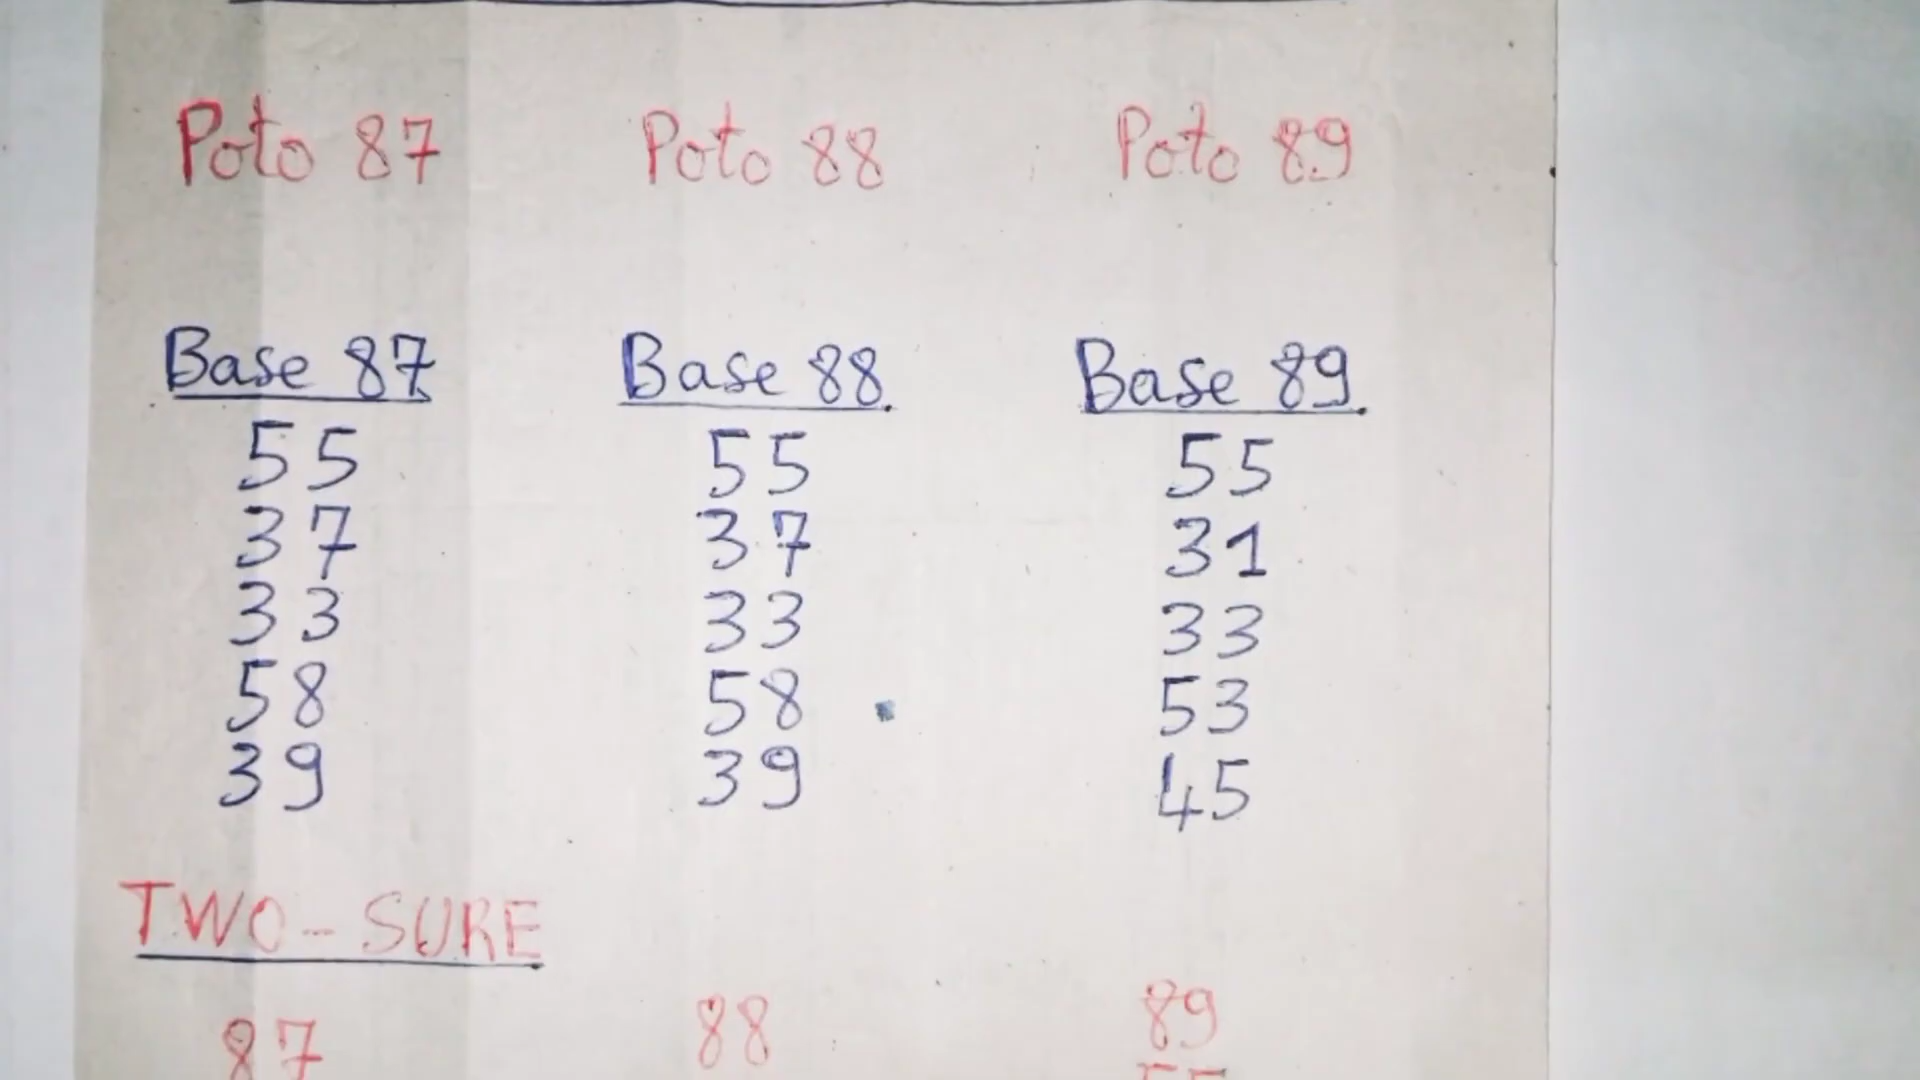 Poto 87 Poto 88 Poto 89
Base 87 Base 88. Base 89.
55 55 55
37 37 31
33 33 33
58 58 53
39 39 45
TWO-SURE
87 88 89